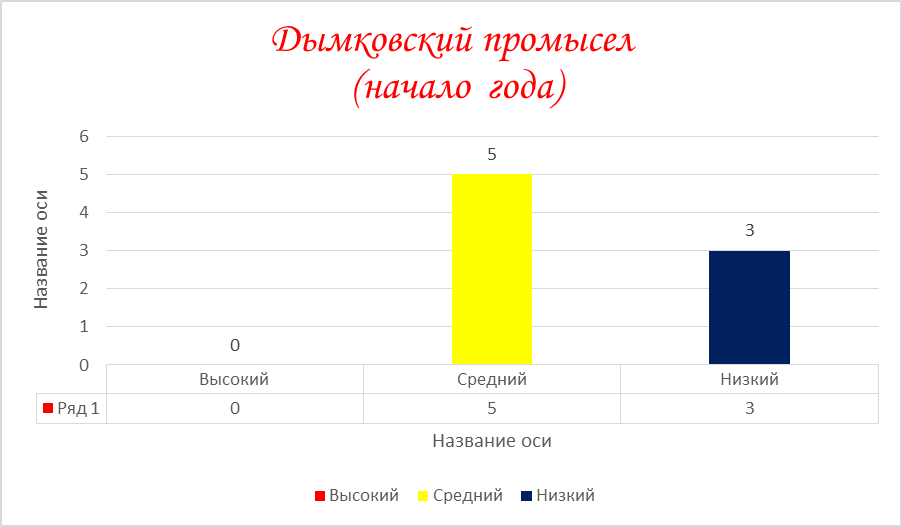 Дымковский промысел
(начало года)
Название оси
6
5
4
3
2
1
0
0
5
3
Высокий Средний Низкий
Ряд 1 0 5 3
Название оси
Высокий Средний Низкий